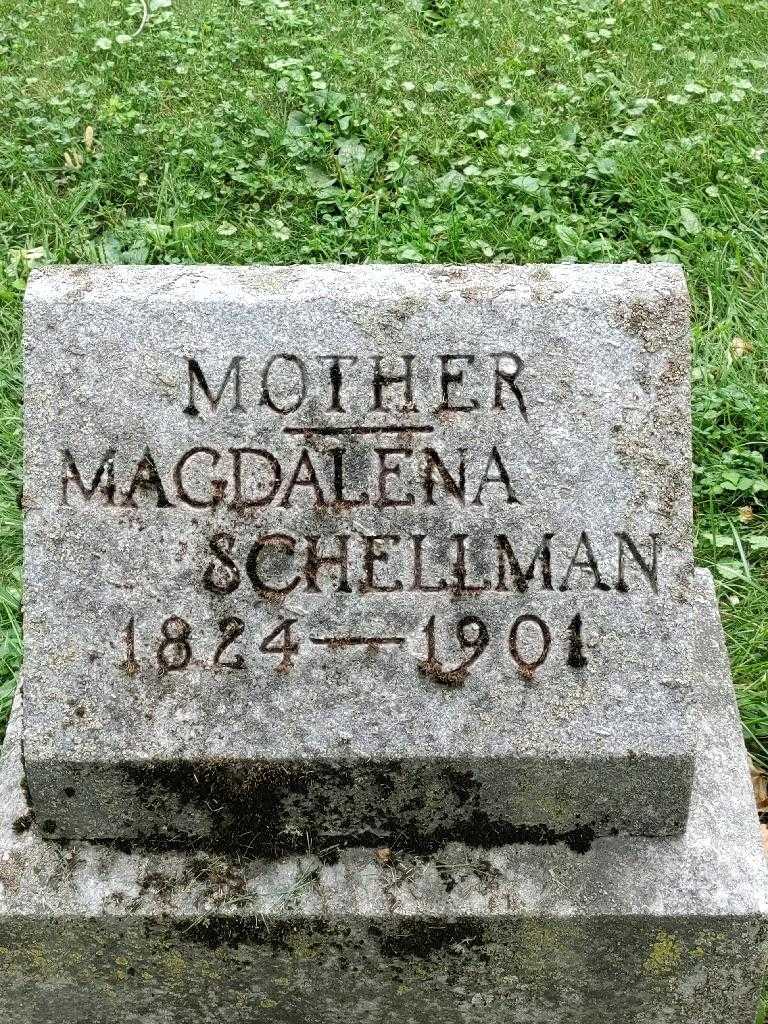 MOTHER
MAGDALENA
SCHELLMAN
1824—1901